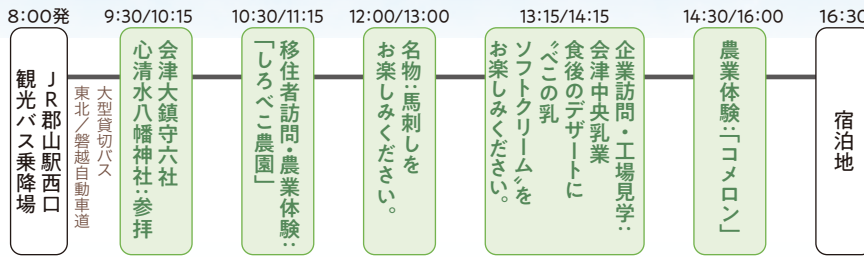 8:00発
JR郡山駅西口
観光バス乗降場
大型貸切バス
東北/磐越自動車道
9:30/10:15
会津大鎮守六社
心清水八幡神社:参拝
10:30/11:15
移住者訪問・農業体験:
「しろべこ農園」
12:00/13:00
名物:馬刺しを
お楽しみください。
13:15/14:15
企業訪問・工場見学:
会津中央乳業
食後のデザートに
〝べこの乳
ソフトクリーム〟を
お楽しみください。
14:30/16:00
農業体験:「コメロン」
16:30
宿泊地